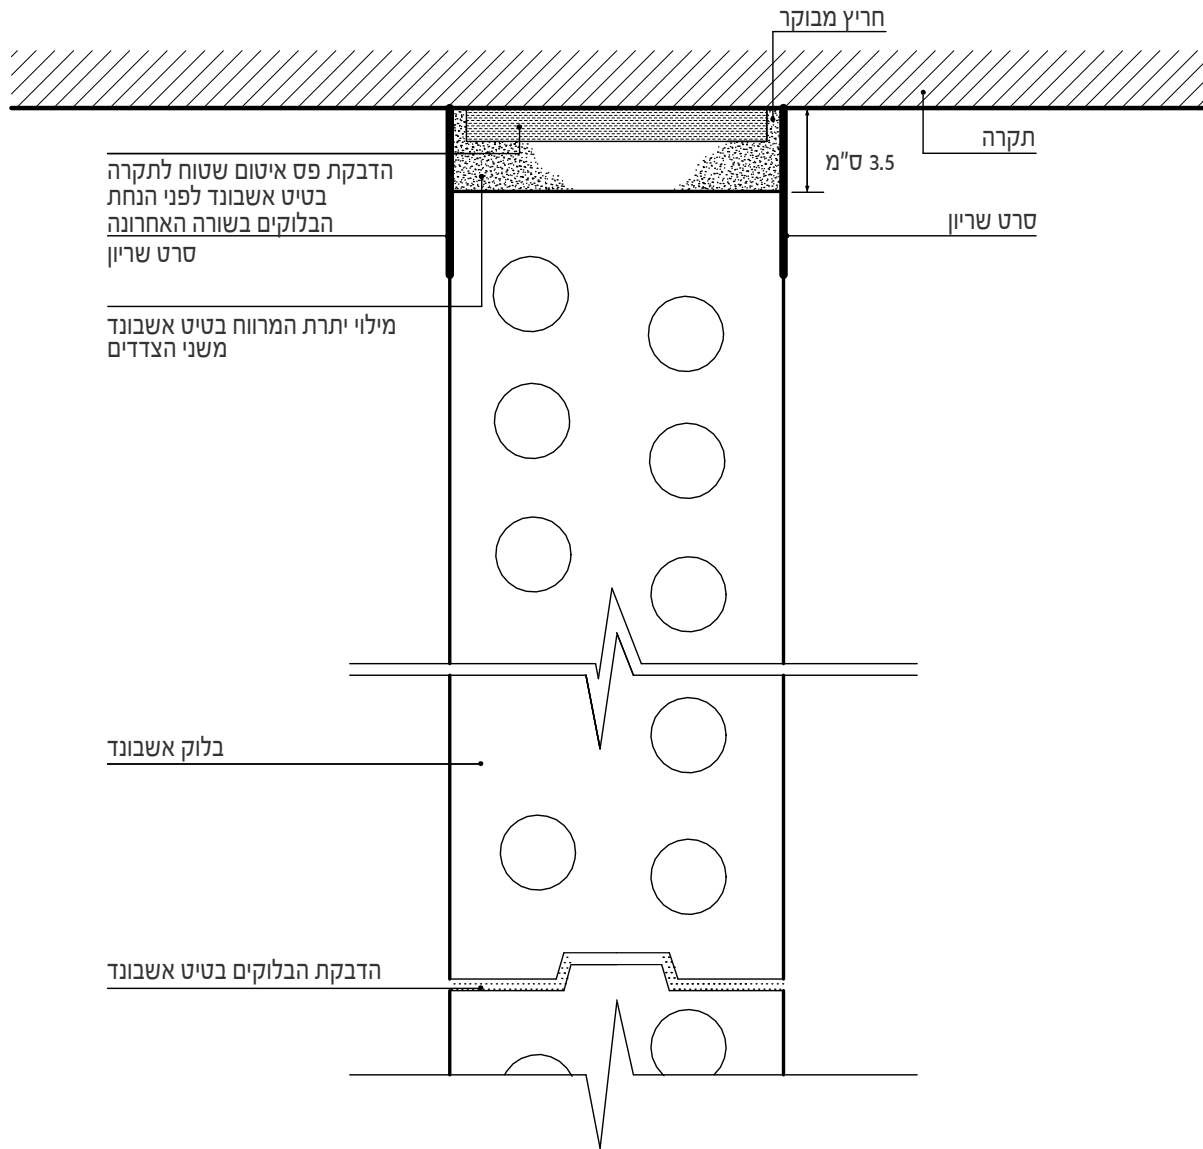 חריץ מבוקר
תקרה
3.5 ס"מ
סרט שריון
הדבקת פס איטום שטוח לתקרה
בטיט אשבונד לפני הנחת
הבלוקים בשורה האחרונה
סרט שריון
מילוי יתרת המרווח בטיט אשבונד
משני הצדדים
בלוק אשבונד
הדבקת הבלוקים בטיט אשבונד